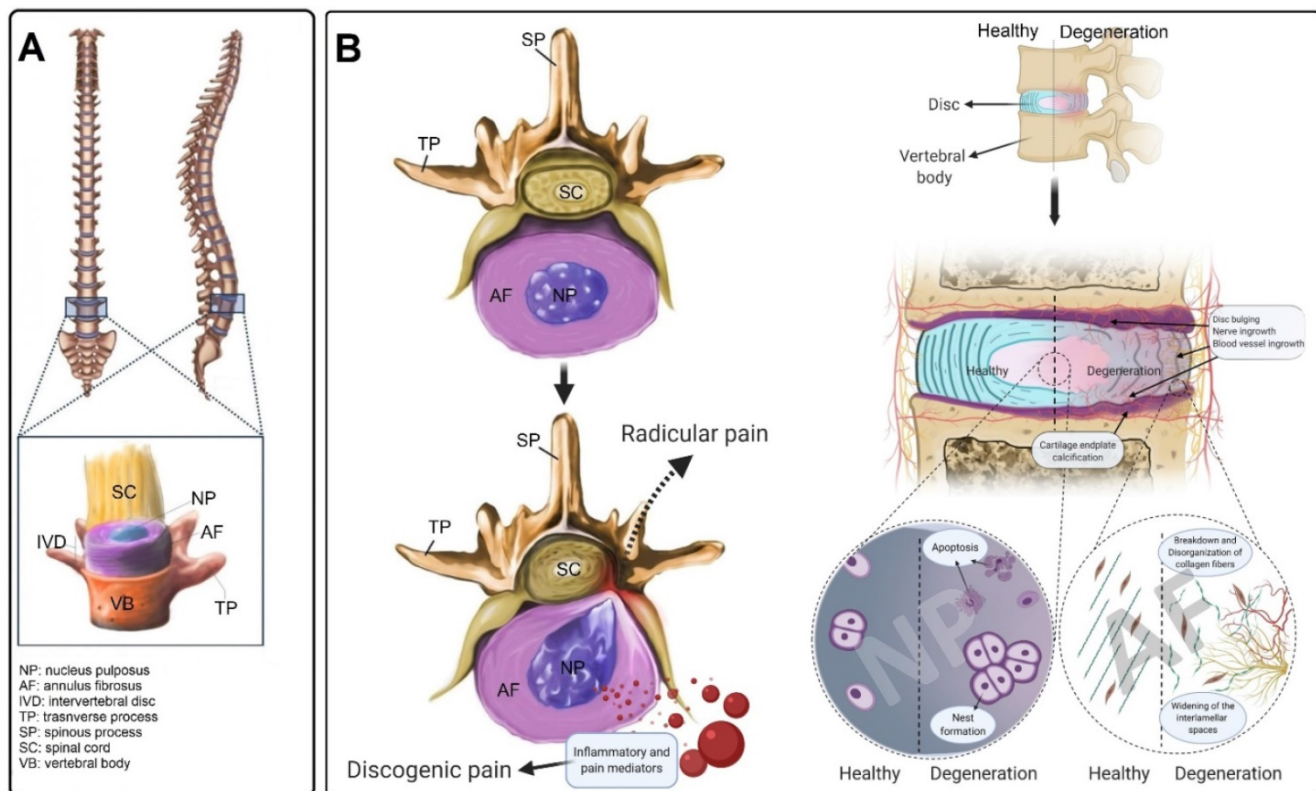 A
SC
NP
IVD
AF
VB
TP
NP: nucleus pulposus
AF: annulus fibrosus
IVD: intervertebral disc
TP: trasnverse process
SP: spinous process
SC: spinal cord
VB: vertebral body
B
SP
TP
SC
AF
NP
SP
Radicular pain
TP
SC
NP
AF
Inflammatory and
pain mediators
Discogenic pain
Healthy
Degeneration
Disc
Vertebral
body
Disc bulging
Nerve ingrowth
Blood vessel ingrowth
Healthy
Degeneration
Cartilage endplate
calcification
Apoptosis
NP
Nest
formation
Healthy
Degeneration
Breakdown and
Disorganization of
collagen fibers
AF
Widening of the
interlamellar
spaces
Healthy
Degeneration